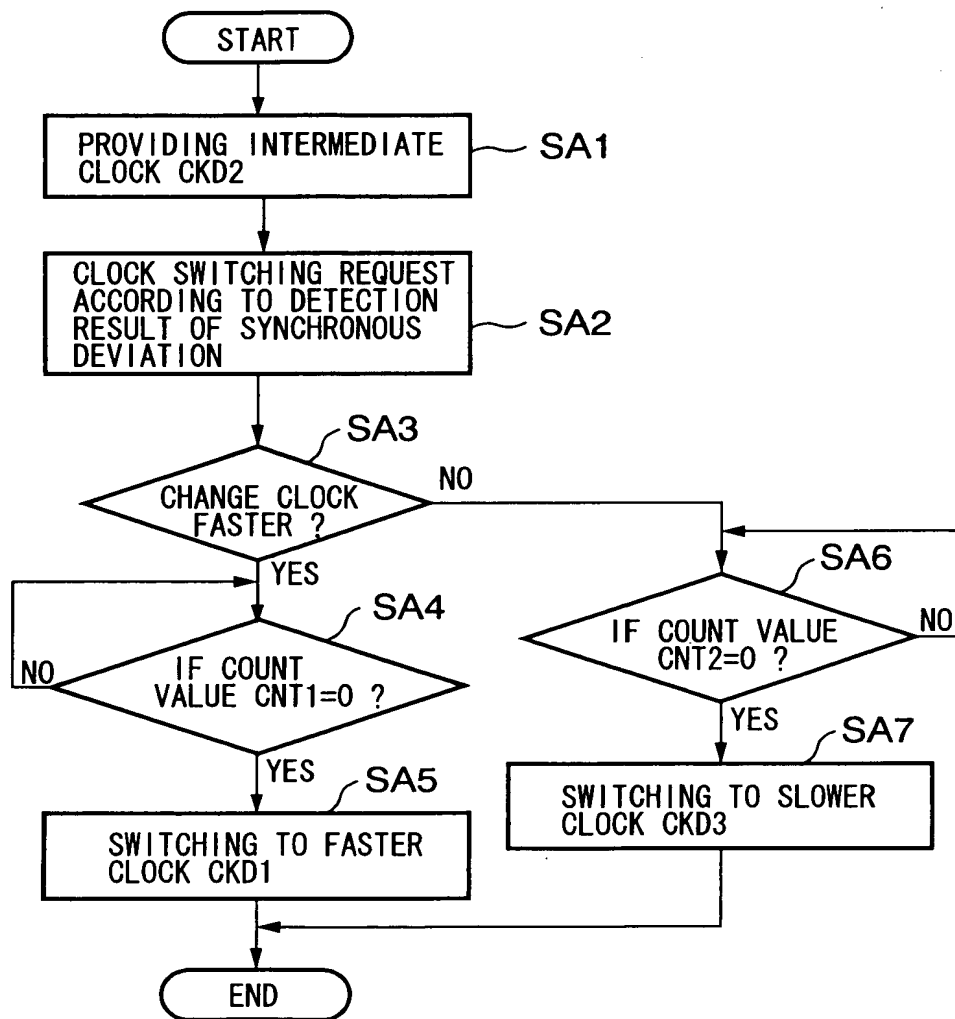 START
PROVIDING INTERMEDIATE
CLOCK CKD2
SA1
CLOCK SWITCHING REQUEST
ACCORDING TO DETECTION
RESULT OF SYNCHRONOUS
DEVIATION
SA2
SA3
CHANGE CLOCK
FASTER ?
NO
YES
SA4
IF COUNT
VALUE CNT1=0 ?
NO
YES
SA5
SWITCHING TO FASTER
CLOCK CKD1
SA6
IF COUNT VALUE
CNT2=0 ?
NO
YES
SA7
SWITCHING TO SLOWER
CLOCK CKD3
END